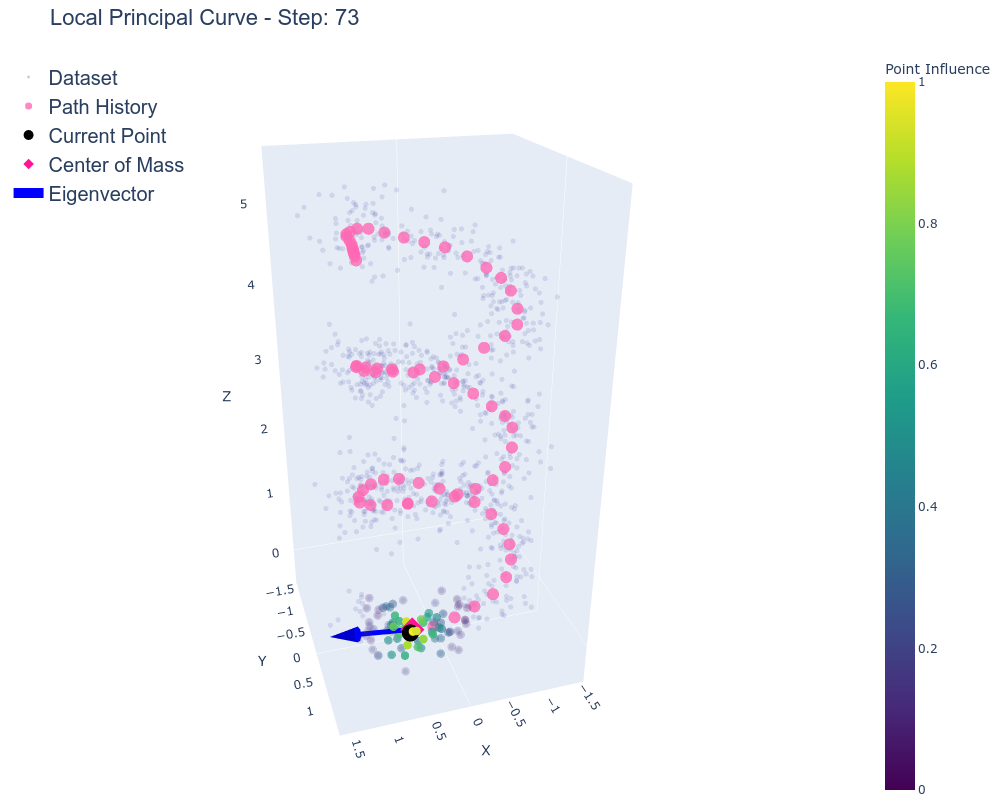 Local Principal Curve - Step: 73
Dataset
Path History
Current Point
Center of Mass
Eigenvector
Point Influence
1
0.8
0.6
0.4
0.2
0
5
4
3
2
1
0
Z
−1.5
−1
−0.5
0
0.5
1
Y
1.5
1
0.5
0
−0.5
−1
−1.5
X